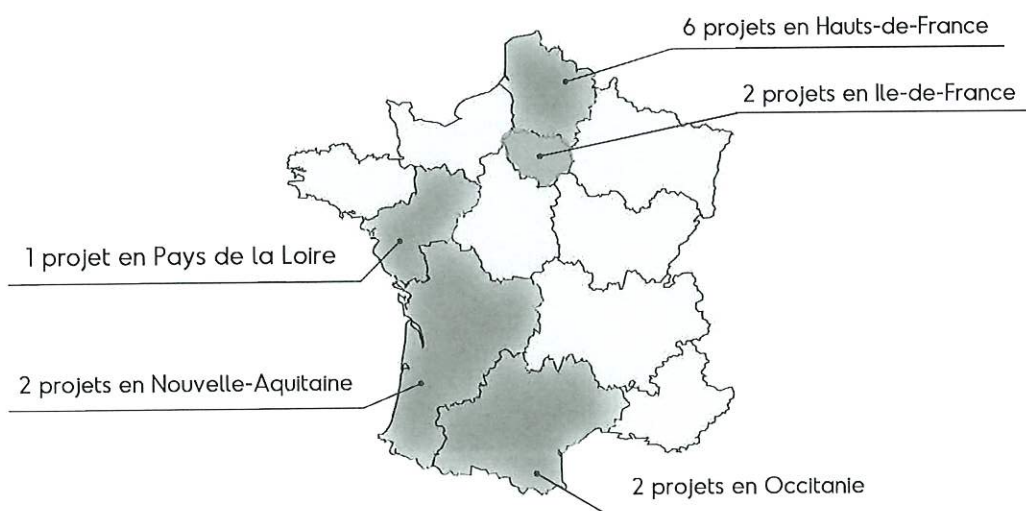 6 projets en Hauts-de-France
2 projets en Ile-de-France
1 projet en Pays de la Loire
2 projets en Nouvelle-Aquitaine
2 projets en Occitanie